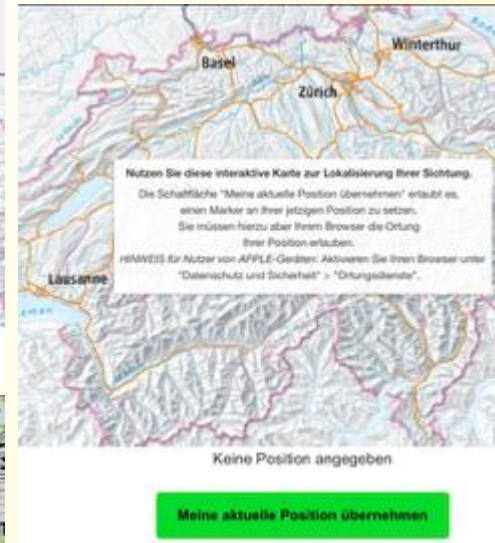 Basel
Winterthur
Zürich
Nutzen Sie diese interaktive Karte zur Lokalisierung Ihrer Sichtung.
Die Schaltfläche "Meine aktuelle Position übernehmen" erlaubt es,
einen Marker an Ihrer jetzigen Position zu setzen.
Sie müssen hierzu aber Ihrem Browser die Ortung
Ihrer Position erlauben.
HINWEIS für Nutzer von APPLE-Geräten: Aktivieren Sie Ihren Browser unter
"Datenschutz und Sicherheit" > "Ortungsdienste".
Lausanne
Keine Position angegeben
Meine aktuelle Position übernehmen